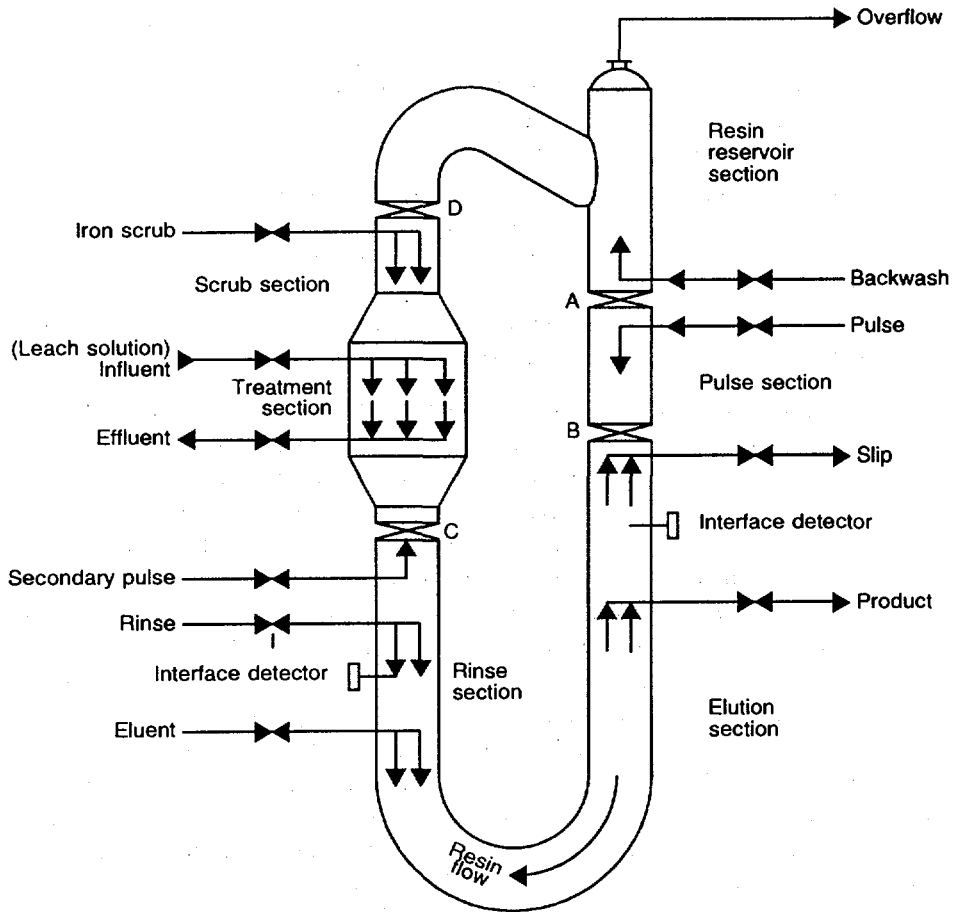 Overflow
Resin
reservoir
section
D
Iron scrub
Scrub section
Backwash
A
Pulse
(Leach solution)
Influent
Treatment
section
Pulse section
Effluent
B
Slip
Interface detector
C
Secondary pulse
Product
Rinse
Interface detector
Rinse
section
Elution
section
Eluent
Resin
flow